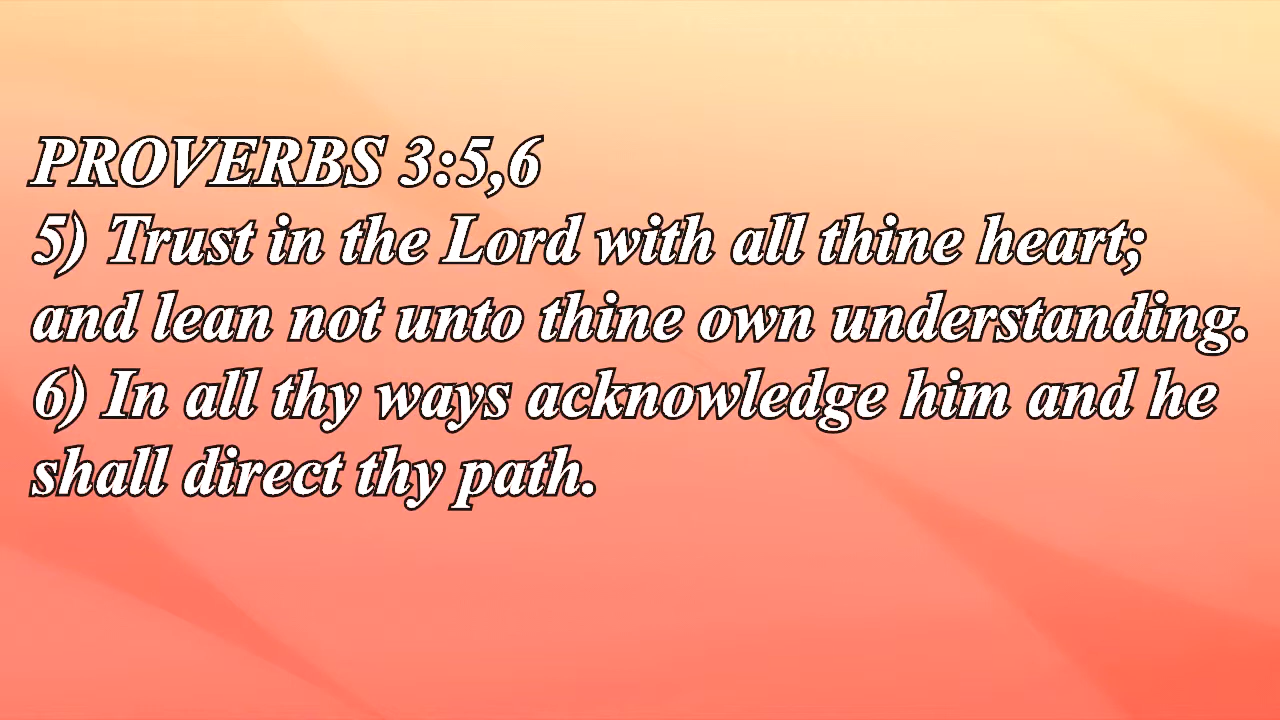 PROVERBS 3:5,6
5) Trust in the Lord with all thine heart;
and lean not unto thine own understanding.
6) In all thy ways acknowledge him and he
shall direct thy path.